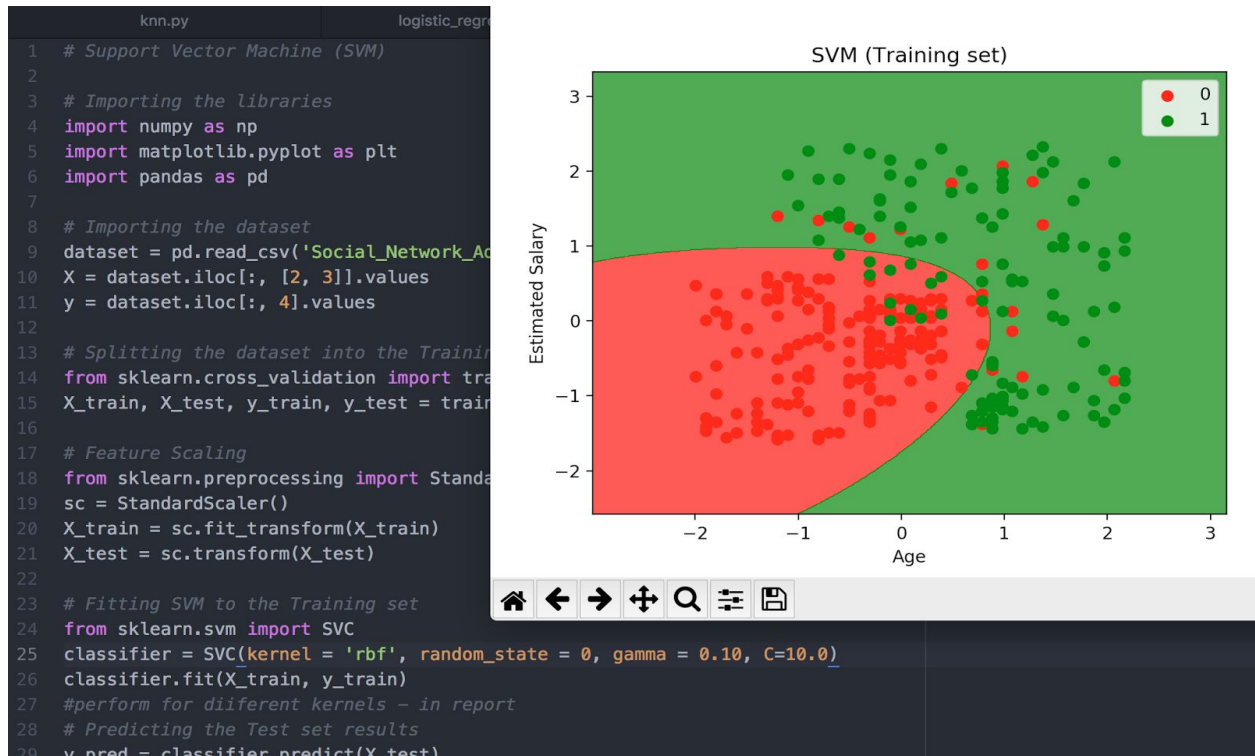 knn.py
logistic_regre
1 # Support Vector Machine (SVM)
2
3 # Importing the libraries
4 import numpy as np
5 import matplotlib.pyplot as plt
6 import pandas as pd
7
8 # Importing the dataset
9 dataset = pd.read_csv('Social_Network_Ad
10 X = dataset.iloc[:, [2, 3]].values
11 y = dataset.iloc[:, 4].values
12
13 # Splitting the dataset into the Trainin
14 from sklearn.cross_validation import tra
15 X_train, X_test, y_train, y_test = train
16
17 # Feature Scaling
18 from sklearn.preprocessing import Standa
19 sc = StandardScaler()
20 X_train = sc.fit_transform(X_train)
21 X_test = sc.transform(X_test)
22
23 # Fitting SVM to the Training set
24 from sklearn.svm import SVC
25 classifier = SVC(kernel = 'rbf', random_state = 0, gamma = 0.10, C=10.0)
26 classifier.fit(X_train, y_train)
27 #perform for diifferent kernels – in report
28 # Predicting the Test set results
29 y_pred = classifier.predict(X_test)
SVM (Training set)
0
1
3
2
1
0
−1
−2
Estimated Salary
−2 −1 0 1 2 3
Age